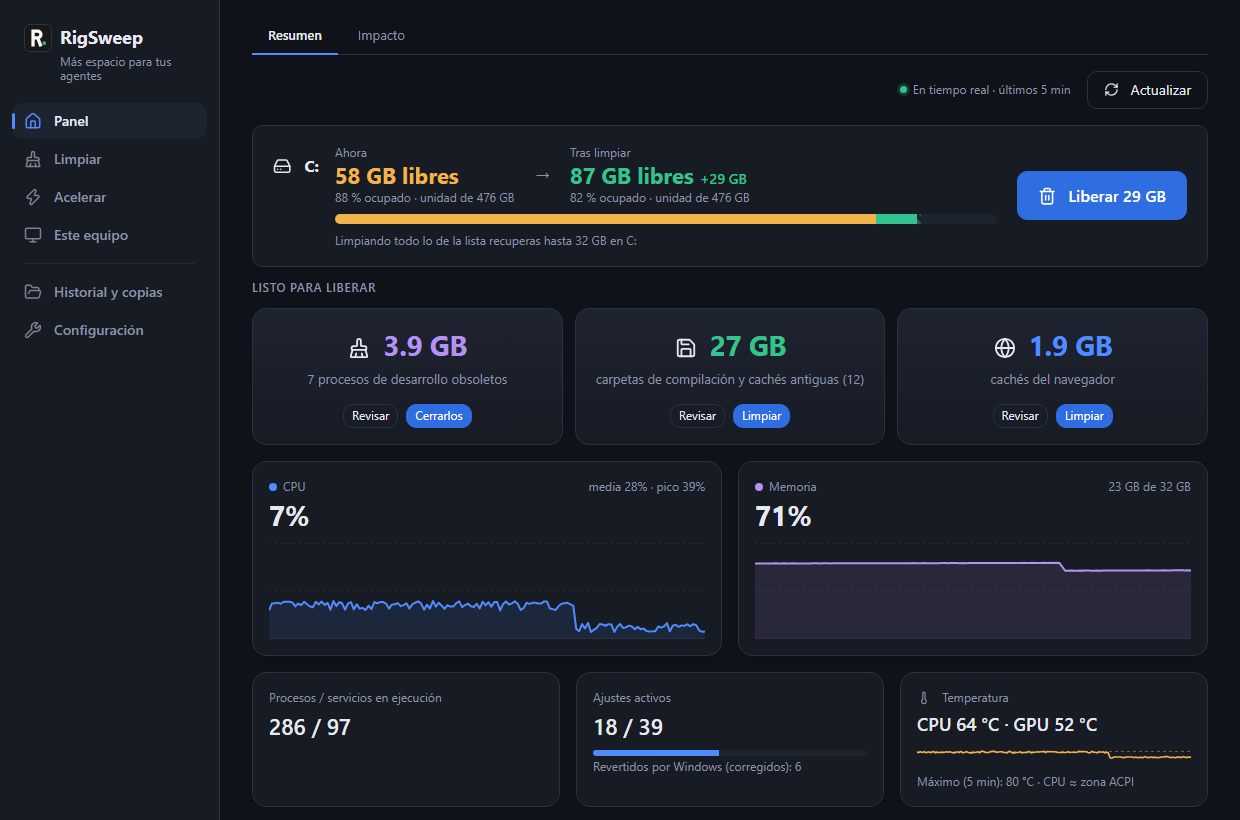 R.
RigSweep
Más espacio para tus
agentes
Panel
Limpiar
Acelerar
Este equipo
Historial y copias
Configuración
Resumen
Impacto
En tiempo real · últimos 5 min
Actualizar
C:
Ahora
58 GB libres
88 % ocupado · unidad de 476 GB
→
Tras limpiar
87 GB libres +29 GB
82 % ocupado · unidad de 476 GB
Limpiando todo lo de la lista recuperas hasta 32 GB en C:
Liberar 29 GB
LISTO PARA LIBERAR
3.9 GB
7 procesos de desarrollo obsoletos
Revisar
Cerrarlos
27 GB
carpetas de compilación y cachés antiguas (12)
Revisar
Limpiar
1.9 GB
cachés del navegador
Revisar
Limpiar
CPU
media 28% · pico 39%
7%
Memoria
23 GB de 32 GB
71%
Procesos / servicios en ejecución
286 / 97
Ajustes activos
18 / 39
Revertidos por Windows (corregidos): 6
Temperatura
CPU 64 °C · GPU 52 °C
Máximo (5 min): 80 °C · CPU ≈ zona ACPI